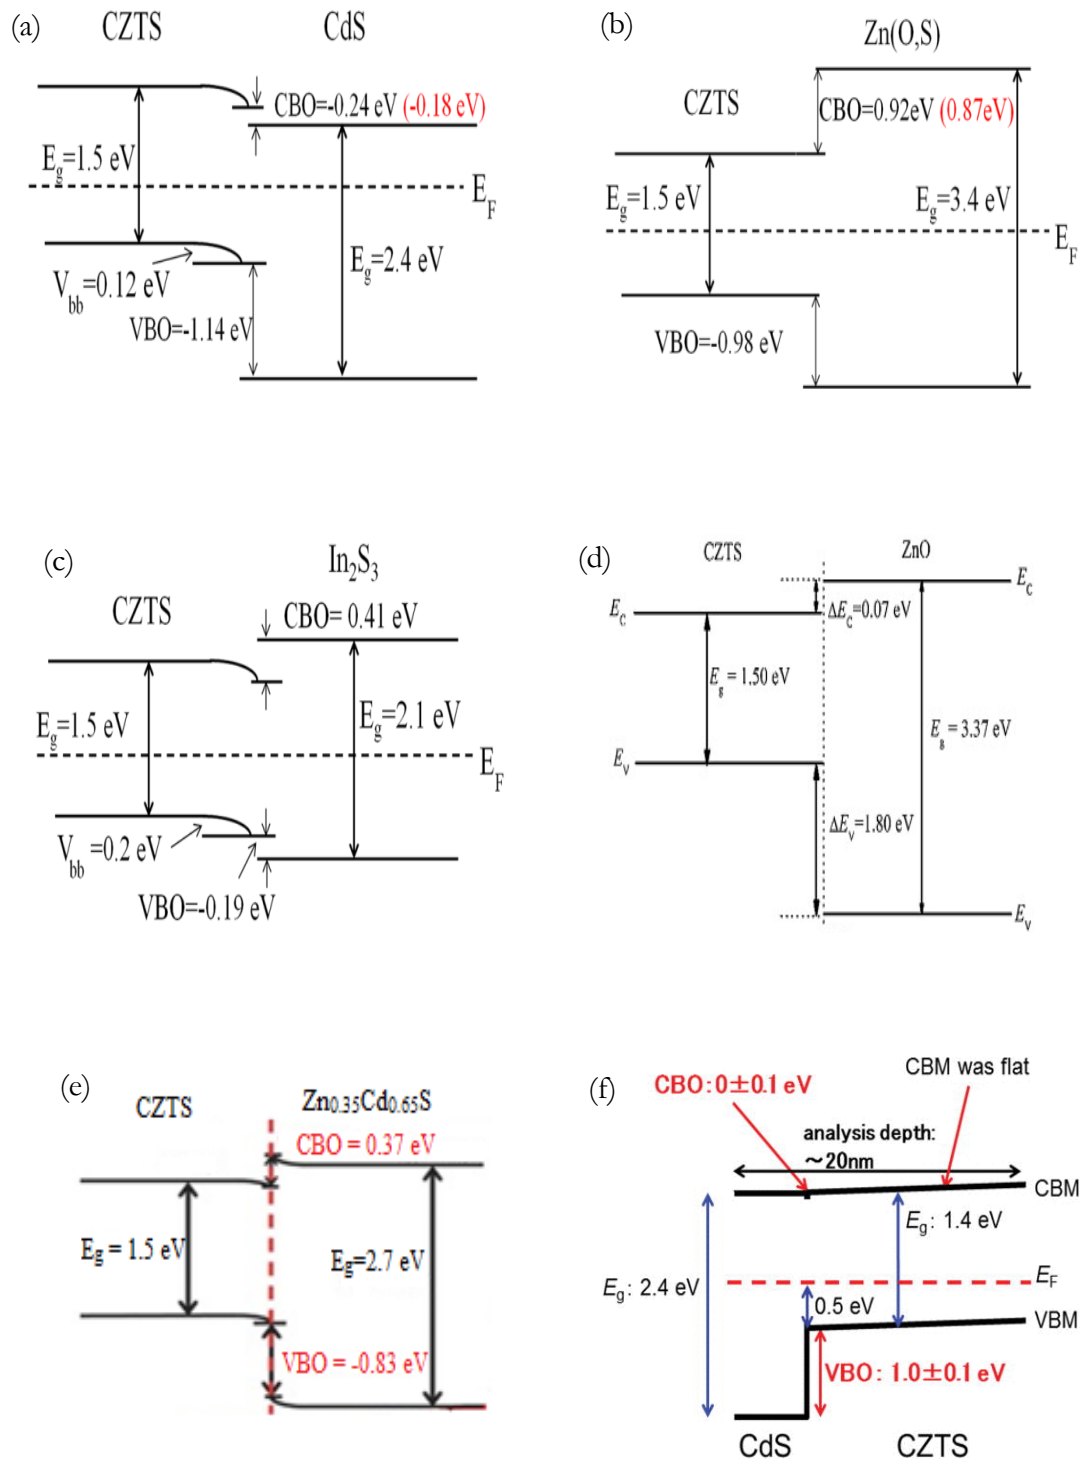 (a)
CZTS
CdS
CBO=-0.24 eV (-0.18 eV)
Eg=1.5 eV
EF
Eg=2.4 eV
Vbb=0.12 eV
VBO=-1.14 eV
(b)
Zn(O,S)
CZTS
CBO=0.92eV (0.87eV)
Eg=1.5 eV
Eg=3.4 eV
EF
VBO=-0.98 eV
(c)
In2S3
CZTS
CBO= 0.41 eV
Eg=1.5 eV
Eg=2.1 eV
EF
Vbb =0.2 eV
VBO=-0.19 eV
(d)
CZTS
ZnO
EC
EC
ΔEC=0.07 eV
Eg = 1.50 eV
Eg = 3.37 eV
EV
ΔEV=1.80 eV
EV
(e)
CZTS
Zn0.35Cd0.65S
CBO = 0.37 eV
Eg = 1.5 eV
Eg=2.7 eV
VBO = -0.83 eV
(f)
CBM was flat
CBO: 0±0.1 eV
analysis depth:
~20nm
CBM
Eg: 1.4 eV
Eg: 2.4 eV
EF
0.5 eV
VBM
VBO: 1.0±0.1 eV
CdS
CZTS